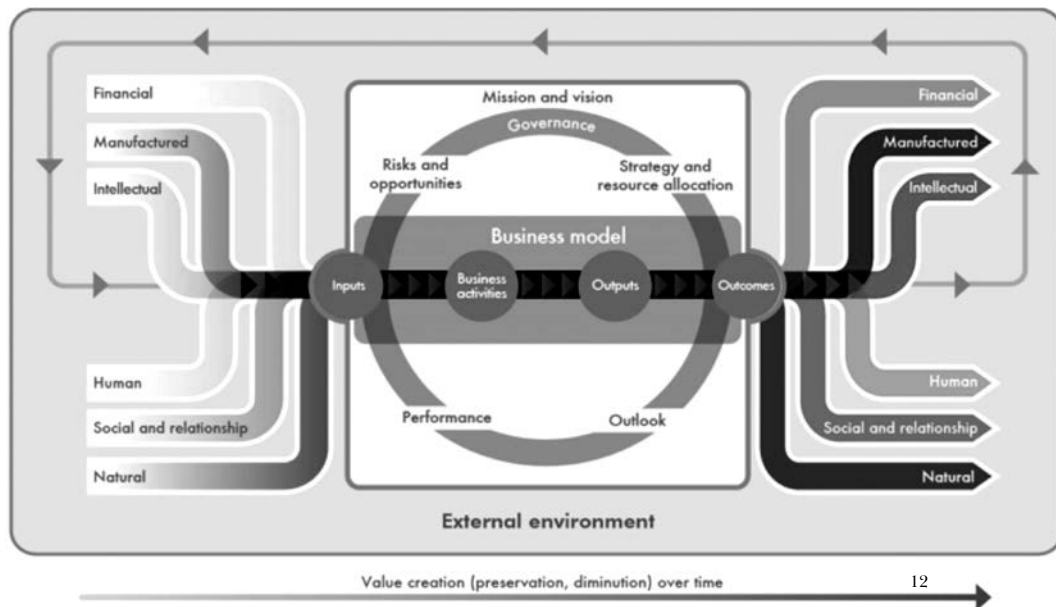 Financial
Manufactured
Intellectual
Human
Social and relationship
Natural
Mission and vision
Governance
Risks and
opportunities
Strategy and
resource allocation
Business model
Inputs
Business
activities
Outputs
Outcomes
Performance
Outlook
Financial
Manufactured
Intellectual
Human
Social and relationship
Natural
External environment
Value creation (preservation, diminution) over time
12